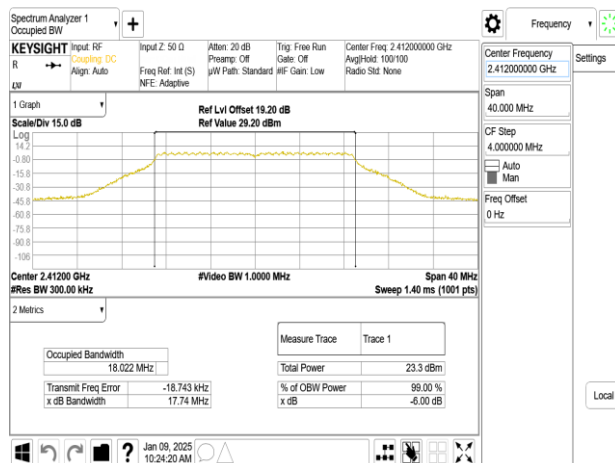 Spectrum Analyzer 1
Occupied BW
Frequency
KEYSIGHT
R
LXI
Input: RF
Coupling: DC
Align: Auto
Input Z: 50 Ω
Freq Ref: Int (S)
NFE: Adaptive
Atten: 20 dB
Preamp: Off
µW Path: Standard
Trig: Free Run
Gate: Off
#IF Gain: Low
Center Freq: 2.412000000 GHz
Avg|Hold: 100/100
Radio Std: None
Center Frequency
2.412000000 GHz
Settings
Span
40.000 MHz
CF Step
4.000000 MHz
Auto
Man
Freq Offset
0 Hz
Local
1 Graph
Scale/Div 15.0 dB
Ref Lvl Offset 19.20 dB
Ref Value 29.20 dBm
Log
14.2
-0.80
-15.8
-30.8
-45.8
-60.8
-75.8
-90.8
-106
Center 2.41200 GHz
#Res BW 300.00 kHz
#Video BW 1.0000 MHz
Span 40 MHz
Sweep 1.40 ms (1001 pts)
2 Metrics
Occupied Bandwidth
18.022 MHz
Transmit Freq Error -18.743 kHz
x dB Bandwidth 17.74 MHz
Measure Trace Trace 1
Total Power 23.3 dBm
% of OBW Power 99.00 %
x dB -6.00 dB
?
Jan 09, 2025
10:24:20 AM